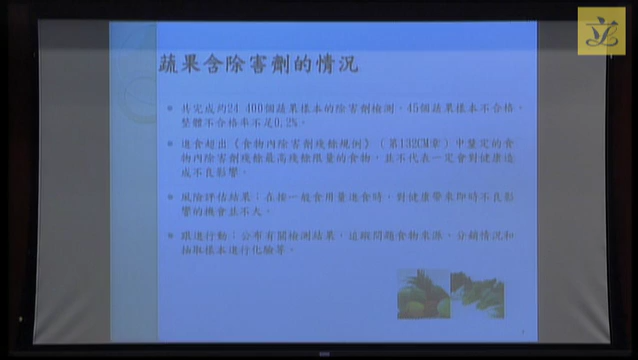 立
蔬果含除害劑的情況
共完成約24 400個蔬果樣本的除害劑檢測，45個蔬果樣本不合格，
整體不合格率不足0.2%。
進食超出《食物內除害劑殘餘規例》（第132CM章）中釐定的食
物內除害劑殘餘最高殘餘限量的食物，並不代表一定會對健康造
成不良影響。
風險評估結果：在按一般食用量進食時，對健康帶來即時不良影
響的機會並不大。
跟進行動：公布有關檢測結果，追蹤問題食物來源，分銷情況和
抽取樣本進行化驗等。